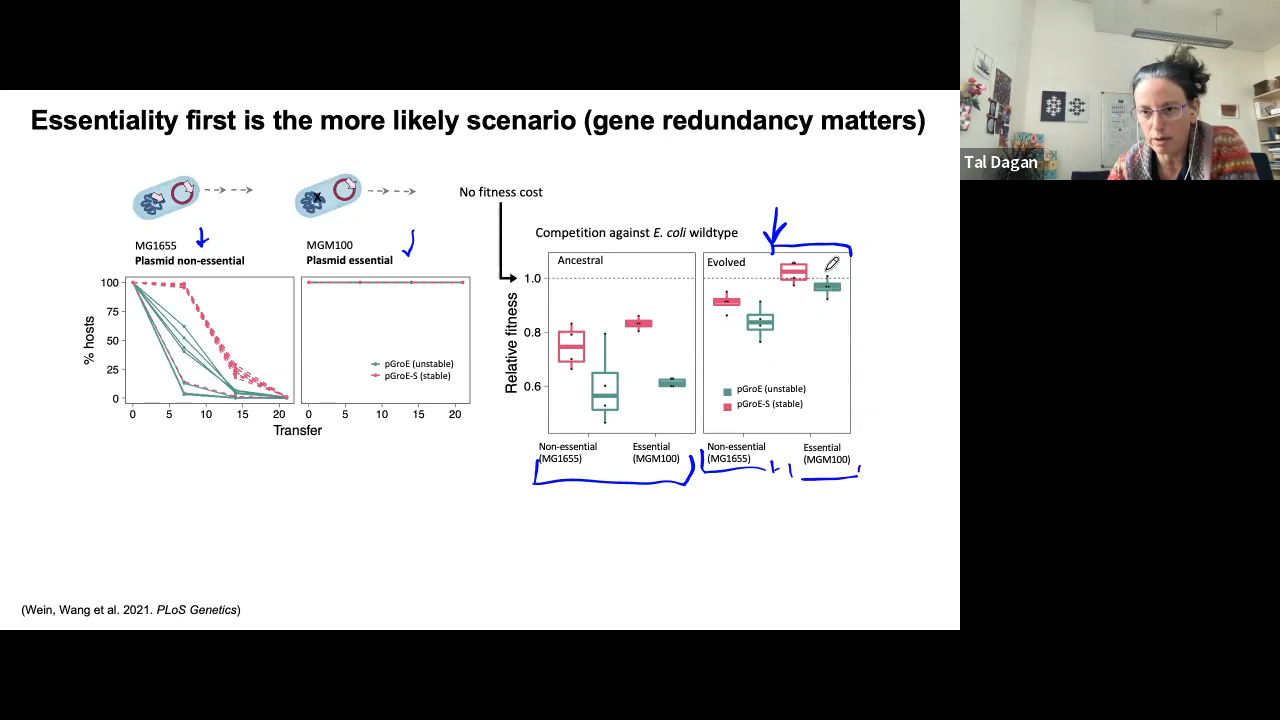 Essentiality first is the more likely scenario (gene redundancy matters)
Tal Dagan
No fitness cost
MG1655
Plasmid non-essential
MGM100
Plasmid essential
X
Competition against E. coli wildtype
Ancestral
Evolved
% hosts
100
75
50
25
0
pGroE (unstable)
pGroE-S (stable)
0 5 10 15 20
0 5 10 15 20
Transfer
Relative fitness
1.0
0.8
0.6
pGroE (unstable)
pGroE-S (stable)
Non-essential
(MG1655)
Essential
(MGM100)
Non-essential
(MG1655)
Essential
(MGM100)
(Wein, Wang et al. 2021. PLoS Genetics)